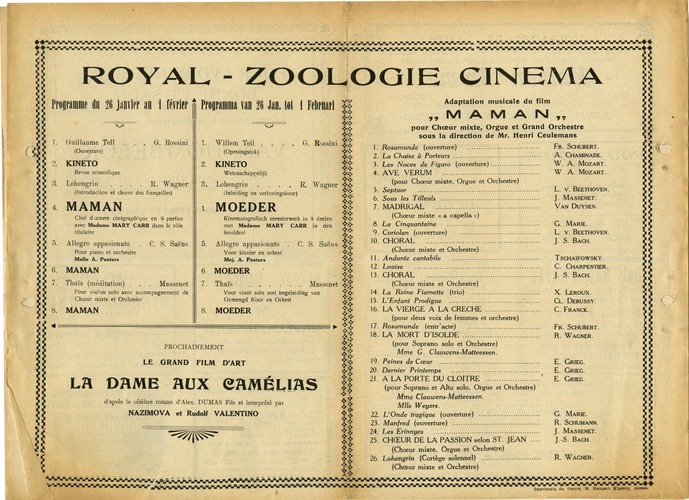 ROYAL - ZOOLOGIE CINEMA
Programme du 26 janvier au 1 février
1. Guillaume Tell . . . G. Rossini
(Ouverture)
2. KINETO
Revue scientifique
3. Lohengrin . . . R. Wagner
(Introduction et chœur des fiançailles)
4. MAMAN
Chef d'œuvre cinégraphique en 9 parties
avec Madame MARY CARR dans le rôle
titulaire
5. Allegro appasionato . C. S. Saëns
Pour piano et orchestre
Melle A. Peeters
6. MAMAN
7. Thaïs (méditation) . . Massenet
Pour violon solo avec accompagnement de
Chœur mixte et Orchestre
8. MAMAN
Programma van 26 Jan. tot 1 Februari
1. Willem Tell . . . . G. Rossini
(Openingstuk)
2. KINETO
Wetenschappelijk
3. Lohengrin . . . R. Wagner
(Inleiding en verlovingskoor)
1. MOEDER
Kinematografisch meesterwerk in 9 deelen
met Madame MARY CARR in den
hoofdrol
5. Allegro appasionato . C. S. Saëns
Voor klavier en orkest
Mej. A. Peeters
6. MOEDER
7. Thaïs . . . . Massenet
Voor viool solo met begeleiding van
Gemengd Koor en Orkest
8. MOEDER
PROCHAINEMENT
LE GRAND FILM D'ART
LA DAME AUX CAMÉLIAS
d'après le célèbre roman d'Alex. DUMAS Fils et interprété par
NAZIMOVA et Rudolf VALENTINO
Adaptation musicale du film
„ MAMAN „
pour Chœur mixte, Orgue et Grand Orchestre
sous la direction de Mr. Henri Ceulemans
1. Rosamunde (ouverture) FR. SCHUBERT.
2. La Chaise à Porteurs A. CHAMINADE.
3. Les Noces de Figaro (ouverture) W. A. MOZART.
4. AVE VERUM W. A. MOZART.
(pour Chœur mixte, Orgue et Orchestre)
5. Septuor L. v. BEETHOVEN.
6. Sous les Tilleuls J. MASSENET.
7. MADRIGAL VAN DUYSEN.
(Chœur mixte « a capella »)
8. La Cinquantaine G. MARIE.
9. Coriolan (ouverture) L. v. BEETHOVEN.
10. CHORAL J. S. BACH.
(Chœur mixte et Orchestre)
11. Andante cantabile TSCHAÏFOWSKY.
12. Louise C. CHARPENTIER.
13. CHORAL J. S. BACH.
(Chœur mixte et Orchestre)
14. La Reine Fiamette (trio) X. LEROUX.
15. L'Enfant Prodigue CL. DEBUSSY.
16. LA VIERGE A LA CRECHE C. FRANCK.
(pour deux voix de femmes et orchestre)
17. Rosamunde (entr'acte) FR. SCHUBERT.
18. LA MORT D'ISOLDE R. WAGNER.
(pour Soprano solo et Orchestre)
Mme G. Clauwens-Matteessen.
19. Peines de Cœur E. GRIEG.
20. Dernier Printemps E. GRIEG.
21. A LA PORTE DU CLOITRE E. GRIEG.
(pour Soprano et Alto solo, Orgue et Orchestre)
Mme Clauwens-Matteessen.
Mlle Weyers.
22. L'Onde tragique (ouverture) G. MARIE.
23. Manfred (ouverture) R. SCHUMANN.
24. Les Erinnyes J. MASSENET.
25. CHŒUR DE LA PASSION selon ST. JEAN J.-S. BACH.
(Chœur mixte, Orgue et Orchestre)
26. Lohengrin (Cortège solennel) R. WAGNER.
(Chœur mixte et Orchestre)
Imprimerie du Centre,